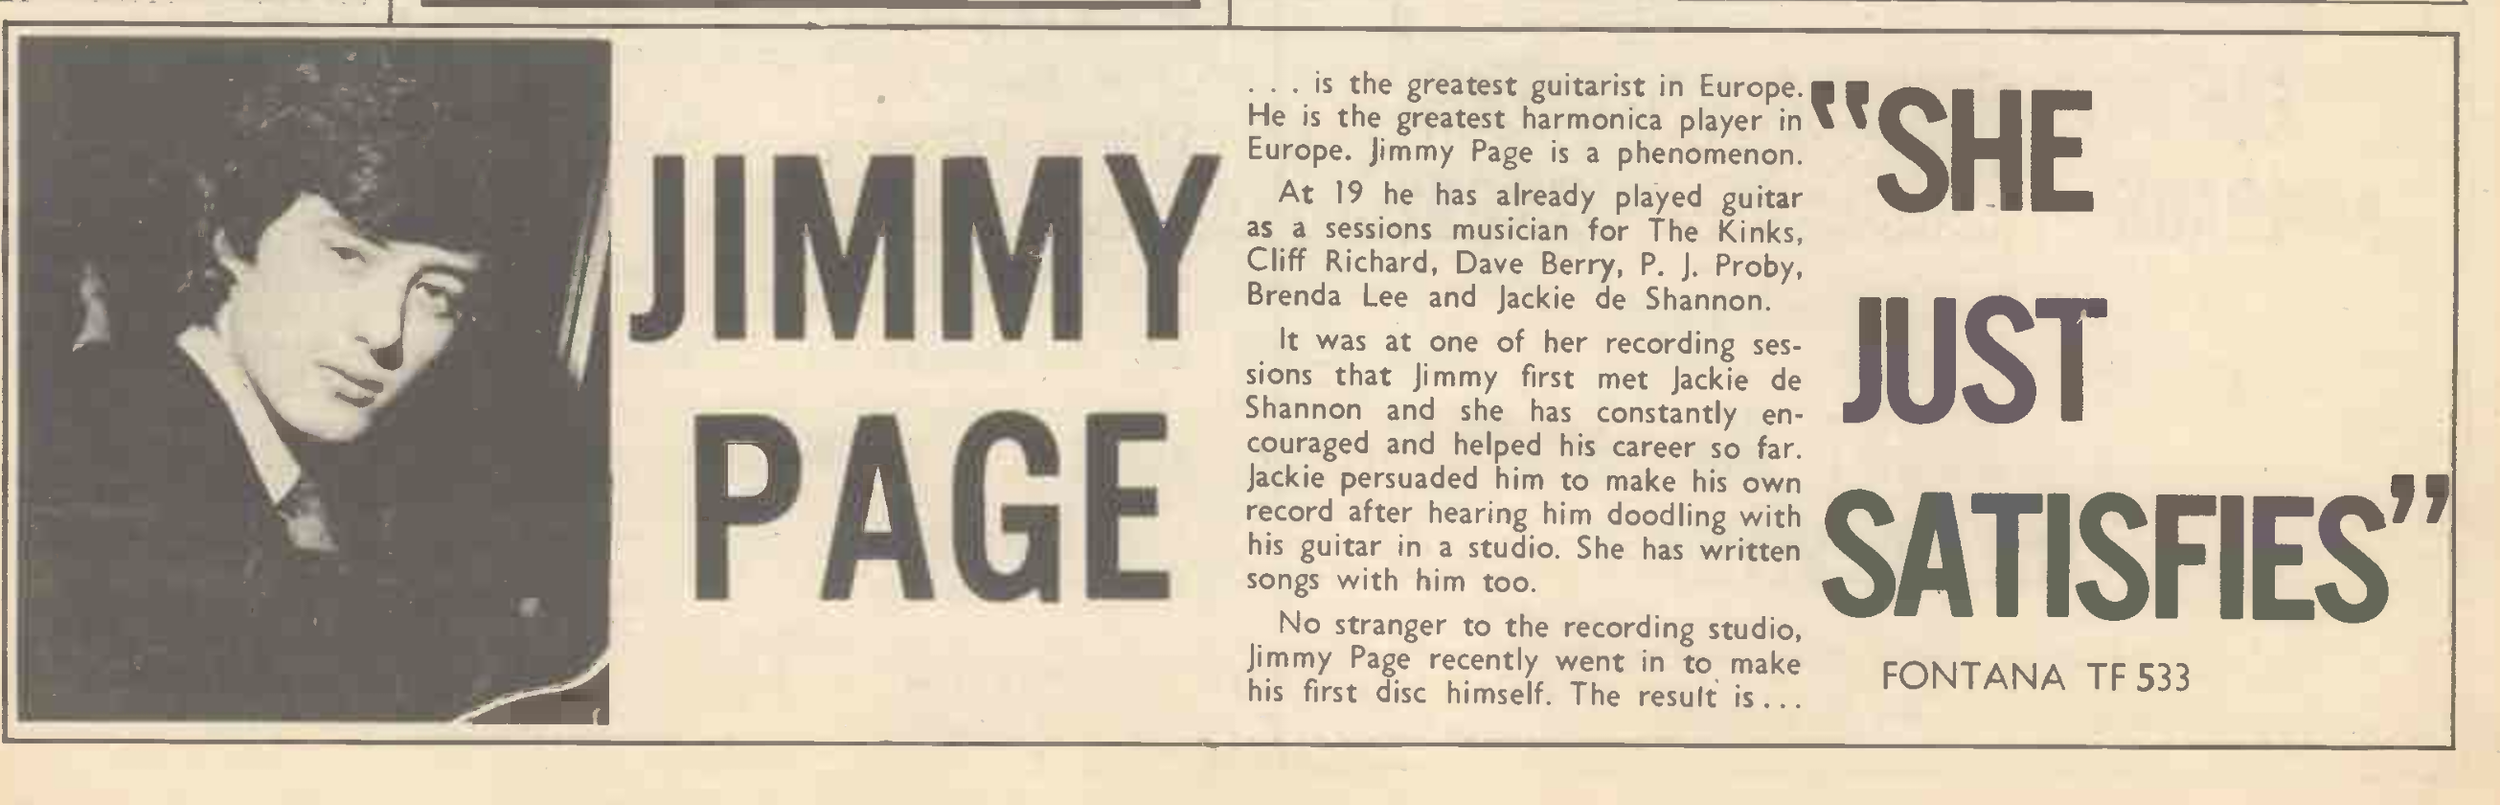 JIMMY
PAGE
. . . is the greatest guitarist in Europe.
He is the greatest harmonica player in
Europe. Jimmy Page is a phenomenon.
At 19 he has already played guitar
as a sessions musician for The Kinks,
Cliff Richard, Dave Berry, P. J. Proby,
Brenda Lee and Jackie de Shannon.
It was at one of her recording ses-
sions that Jimmy first met Jackie de
Shannon and she has constantly en-
couraged and helped his career so far.
Jackie persuaded him to make his own
record after hearing him doodling with
his guitar in a studio. She has written
songs with him too.
No stranger to the recording studio,
Jimmy Page recently went in to make
his first disc himself. The result is . . .
“SHE
JUST
SATISFIES”
FONTANA TF 533